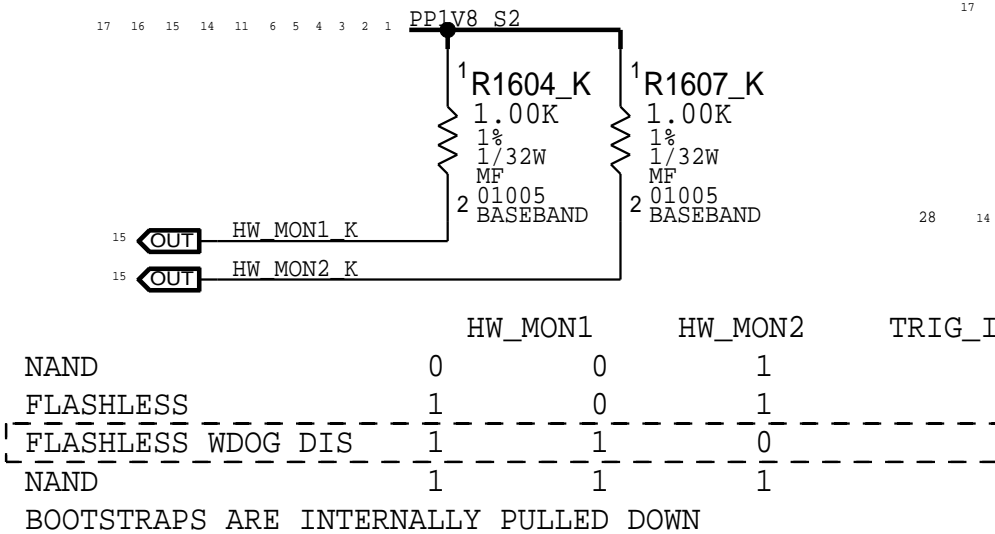 17
17 16 15 14 11 6 5 4 3 2 1 PP1V8_S2
1 R1604_K
1.00K
1%
1/32W
MF
2 01005
BASEBAND
1 R1607_K
1.00K
1%
1/32W
MF
2 01005
BASEBAND
28 14
15 OUT HW_MON1_K
15 OUT HW_MON2_K
HW_MON1 HW_MON2 TRIG_I
NAND 0 0 1
FLASHLESS 1 0 1
FLASHLESS WDOG DIS 1 1 0
NAND 1 1 1
BOOTSTRAPS ARE INTERNALLY PULLED DOWN